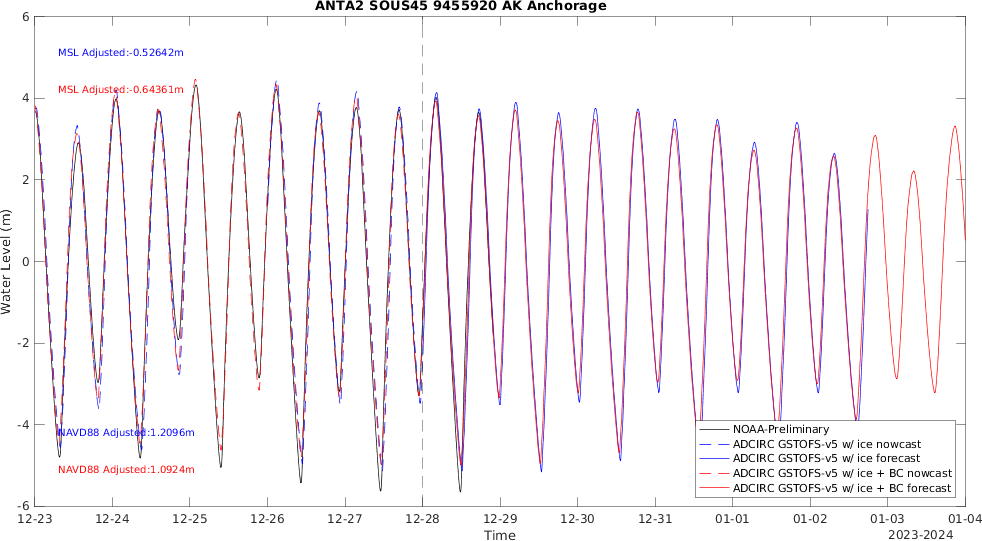 ANTA2 SOUS45 9455920 AK Anchorage
6
MSL Adjusted:-0.52642m
MSL Adjusted:-0.64361m
4
2
Water Level (m)
0
-2
-4
NAVD88 Adjusted:1.2096m
NAVD88 Adjusted:1.0924m
-6
NOAA-Preliminary
ADCIRC GSTOFS-v5 w/ ice nowcast
ADCIRC GSTOFS-v5 w/ ice forecast
ADCIRC GSTOFS-v5 w/ ice + BC nowcast
ADCIRC GSTOFS-v5 w/ ice + BC forecast
12-23 12-24 12-25 12-26 12-27 12-28 12-29 12-30 12-31 01-01 01-02 01-03 01-04
Time
2023-2024